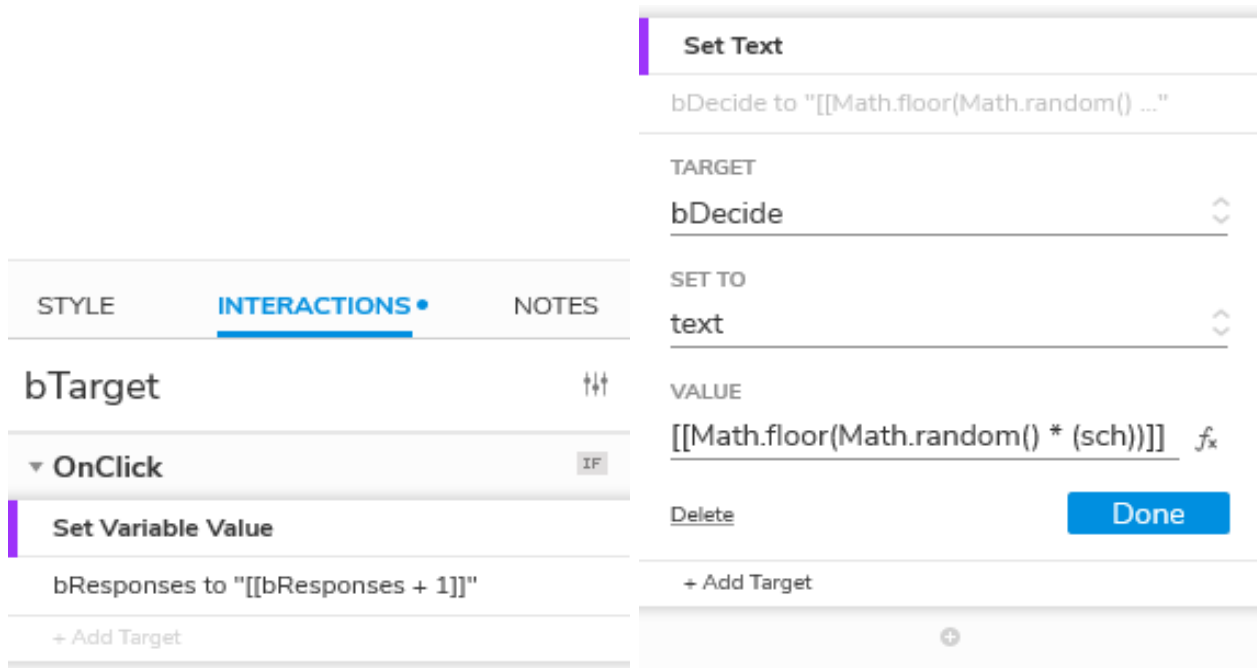 STYLE INTERACTIONS NOTES
bTarget
OnClick IF
Set Variable Value
bResponses to "[[bResponses + 1]]"
+ Add Target
Set Text
bDecide to "[[Math.floor(Math.random() ..."
TARGET
bDecide
SET TO
text
VALUE
[[Math.floor(Math.random() * (sch))]] fx
Delete Done
+ Add Target